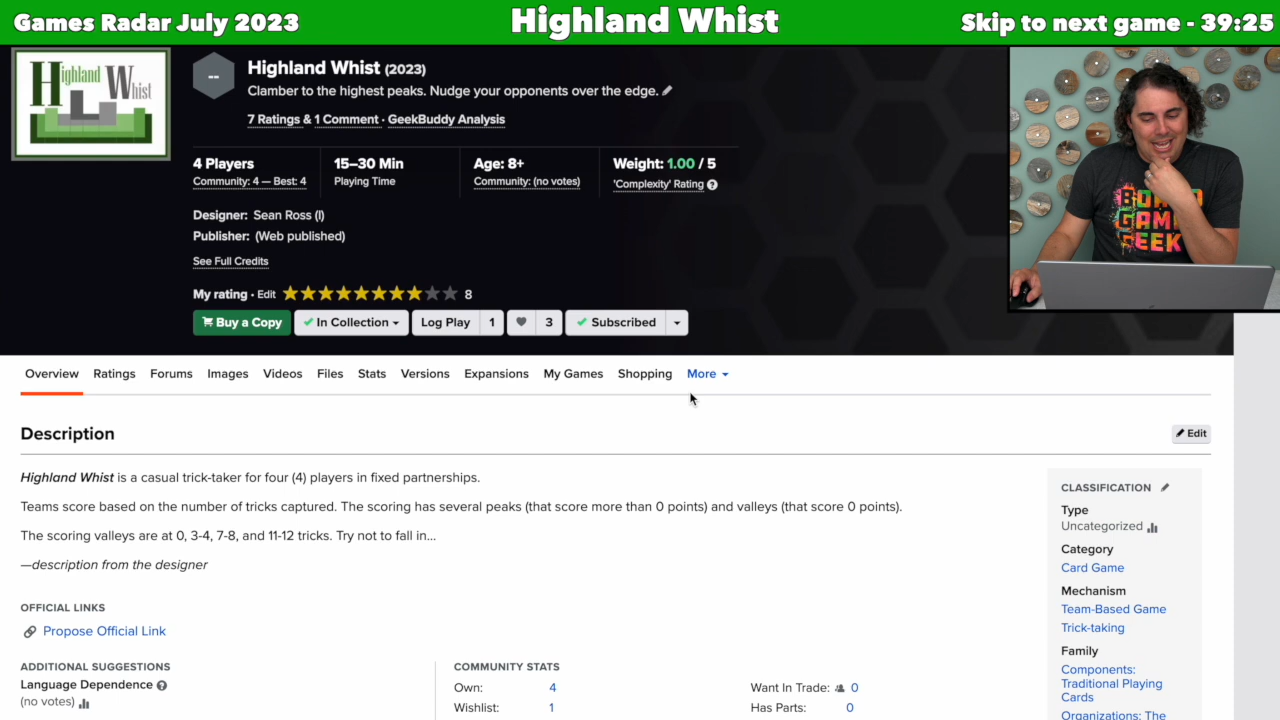 Games Radar July 2023
Highland Whist
Skip to next game - 39:25
Highland Whist
--
Highland Whist (2023)
Clamber to the highest peaks. Nudge your opponents over the edge.
7 Ratings & 1 Comment · GeekBuddy Analysis
4 Players
Community: 4 — Best: 4
15–30 Min
Playing Time
Age: 8+
Community: (no votes)
Weight: 1.00 / 5
'Complexity' Rating ?
Designer: Sean Ross (I)
Publisher: (Web published)
See Full Credits
My rating · Edit 8
Buy a Copy
In Collection
Log Play 1
3
Subscribed
BOARD
GAME
GEEK
Overview Ratings Forums Images Videos Files Stats Versions Expansions My Games Shopping More
Description
Edit
Highland Whist is a casual trick-taker for four (4) players in fixed partnerships.
Teams score based on the number of tricks captured. The scoring has several peaks (that score more than 0 points) and valleys (that score 0 points).
The scoring valleys are at 0, 3-4, 7-8, and 11-12 tricks. Try not to fall in...
—description from the designer
OFFICIAL LINKS
Propose Official Link
ADDITIONAL SUGGESTIONS
Language Dependence ?
(no votes)
COMMUNITY STATS
Own: 4
Wishlist: 1
Want In Trade: 0
Has Parts: 0
CLASSIFICATION
Type
Uncategorized
Category
Card Game
Mechanism
Team-Based Game
Trick-taking
Family
Components:
Traditional Playing
Cards
Organizations: The